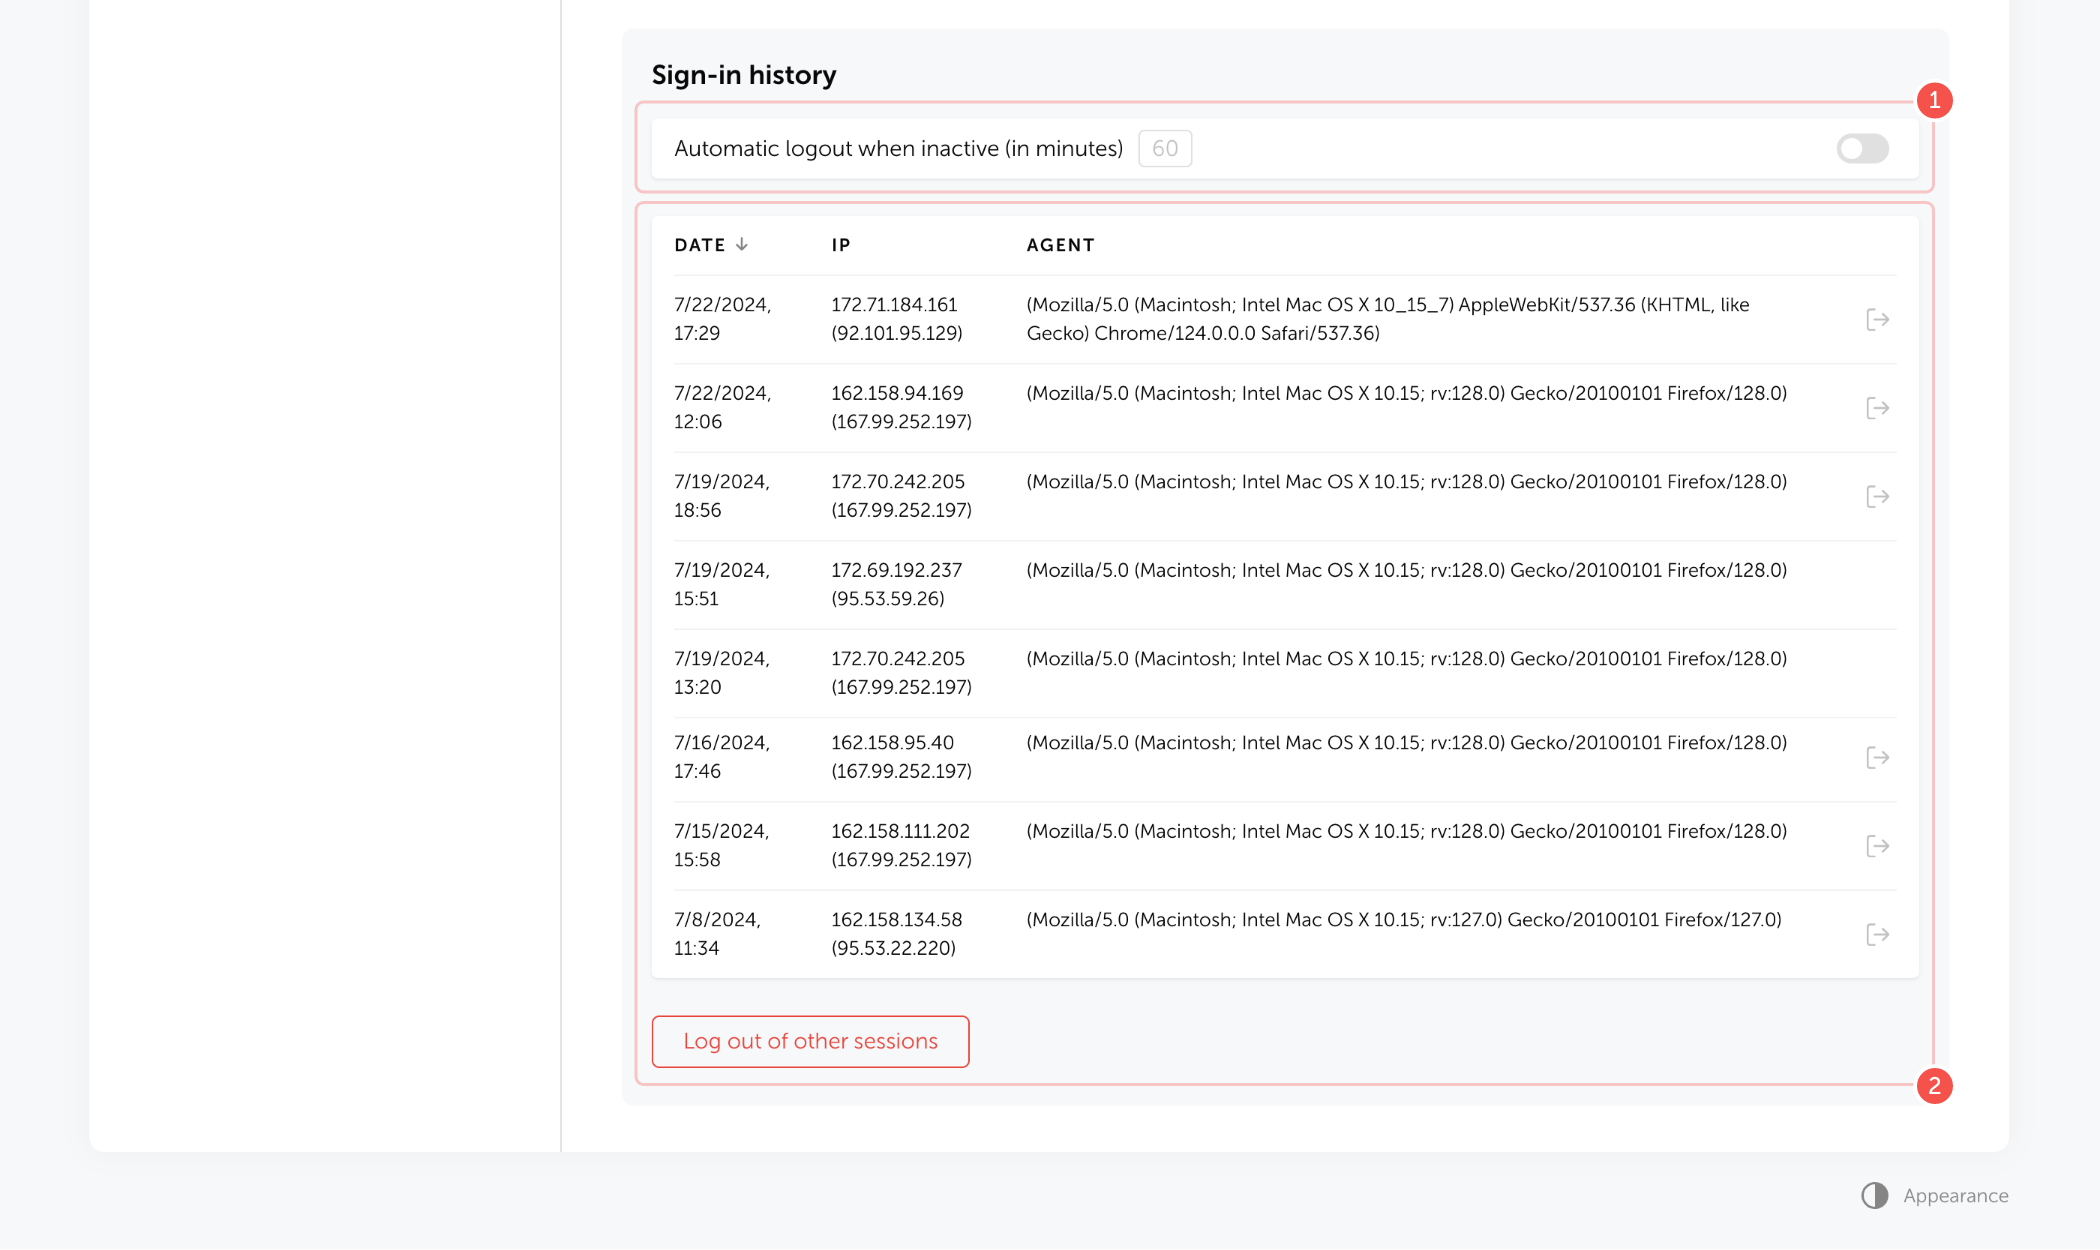 Sign-in history
1
Automatic logout when inactive (in minutes) 60
DATE IP AGENT
7/22/2024, 172.71.184.161 (Mozilla/5.0 (Macintosh; Intel Mac OS X 10_15_7) AppleWebKit/537.36 (KHTML, like
17:29 (92.101.95.129) Gecko) Chrome/124.0.0.0 Safari/537.36)
7/22/2024, 162.158.94.169 (Mozilla/5.0 (Macintosh; Intel Mac OS X 10.15; rv:128.0) Gecko/20100101 Firefox/128.0)
12:06 (167.99.252.197)
7/19/2024, 172.70.242.205 (Mozilla/5.0 (Macintosh; Intel Mac OS X 10.15; rv:128.0) Gecko/20100101 Firefox/128.0)
18:56 (167.99.252.197)
7/19/2024, 172.69.192.237 (Mozilla/5.0 (Macintosh; Intel Mac OS X 10.15; rv:128.0) Gecko/20100101 Firefox/128.0)
15:51 (95.53.59.26)
7/19/2024, 172.70.242.205 (Mozilla/5.0 (Macintosh; Intel Mac OS X 10.15; rv:128.0) Gecko/20100101 Firefox/128.0)
13:20 (167.99.252.197)
7/16/2024, 162.158.95.40 (Mozilla/5.0 (Macintosh; Intel Mac OS X 10.15; rv:128.0) Gecko/20100101 Firefox/128.0)
17:46 (167.99.252.197)
7/15/2024, 162.158.111.202 (Mozilla/5.0 (Macintosh; Intel Mac OS X 10.15; rv:128.0) Gecko/20100101 Firefox/128.0)
15:58 (167.99.252.197)
7/8/2024, 162.158.134.58 (Mozilla/5.0 (Macintosh; Intel Mac OS X 10.15; rv:127.0) Gecko/20100101 Firefox/127.0)
11:34 (95.53.22.220)
Log out of other sessions
2
Appearance